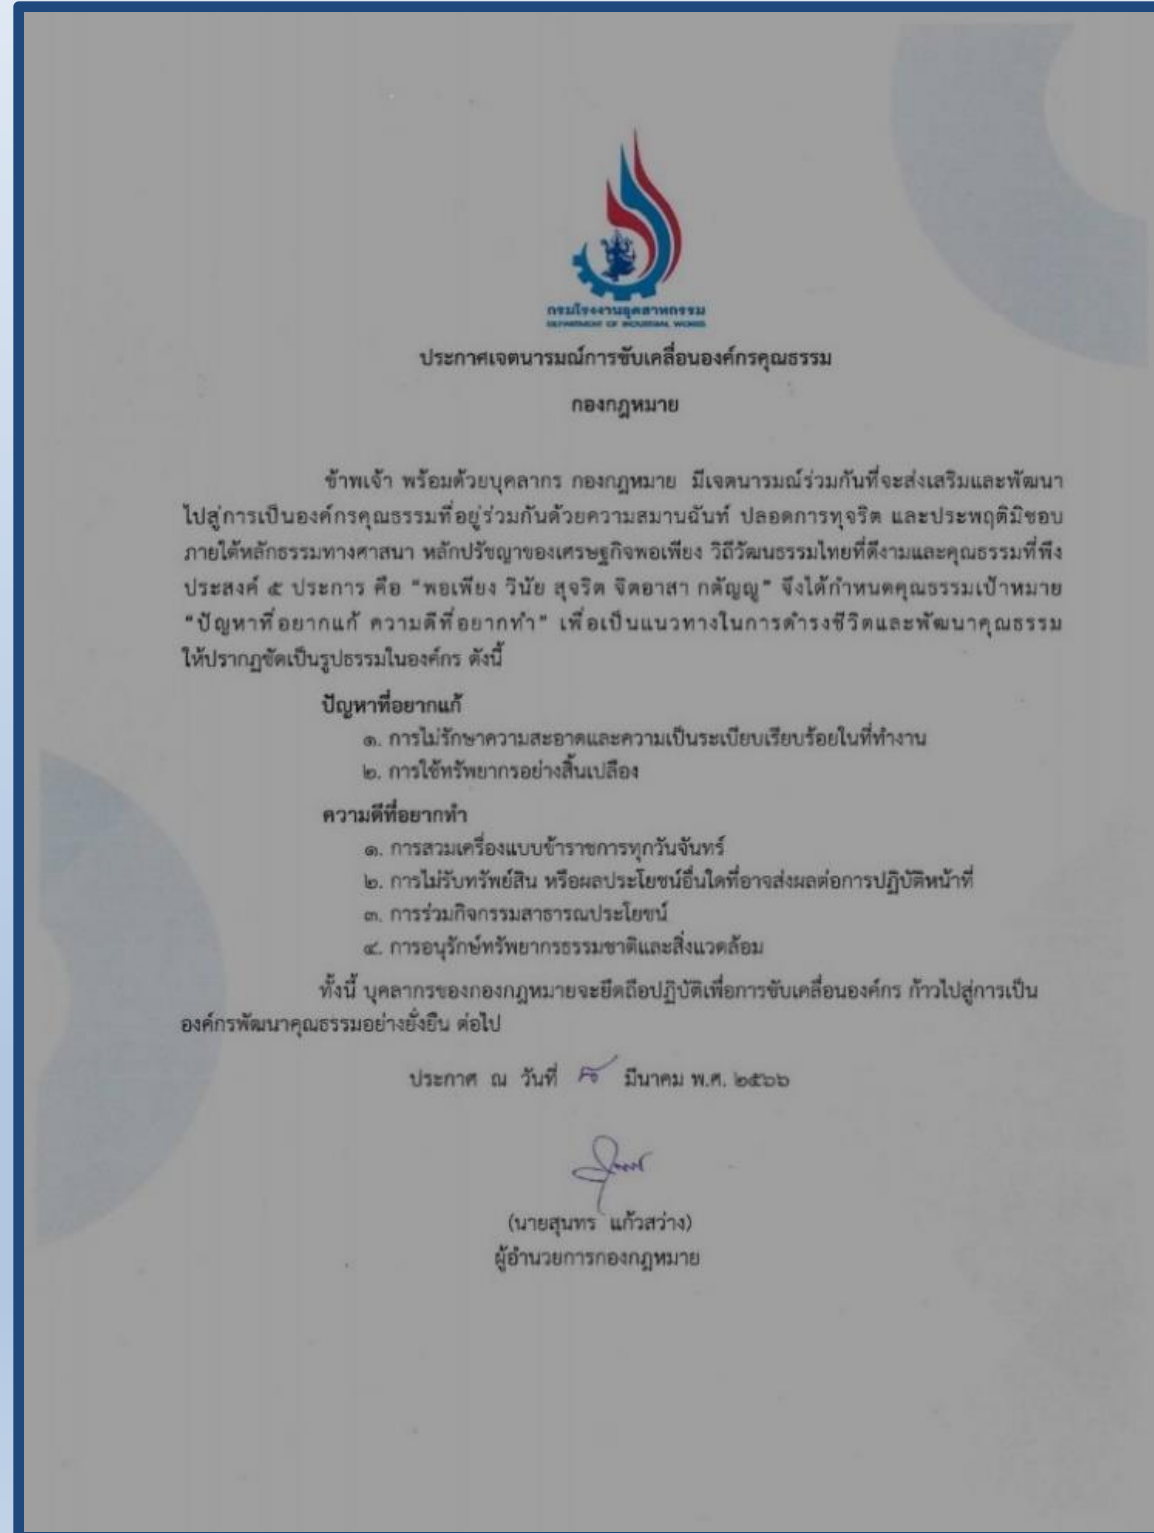 กรมโรงงานอุตสาหกรรม
DEPARTMENT OF INDUSTRIAL WORKS
ประกาศเจตนารมณ์การขับเคลื่อนองค์กรคุณธรรม
กองกฎหมาย
ข้าพเจ้า พร้อมด้วยบุคลากร กองกฎหมาย มีเจตนารมณ์ร่วมกันที่จะส่งเสริมและพัฒนา
ไปสู่การเป็นองค์กรคุณธรรมที่อยู่ร่วมกันด้วยความสมานฉันท์ ปลอดการทุจริต และประพฤติมิชอบ
ภายใต้หลักธรรมทางศาสนา หลักปรัชญาของเศรษฐกิจพอเพียง วิถีวัฒนธรรมไทยที่ดีงามและคุณธรรมที่พึง
ประสงค์ ๕ ประการ คือ “พอเพียง วินัย สุจริต จิตอาสา กตัญญู” จึงได้กำหนดคุณธรรมเป้าหมาย
“ปัญหาที่อยากแก้ ความดีที่อยากทำ” เพื่อเป็นแนวทางในการดำรงชีวิตและพัฒนาคุณธรรม
ให้ปรากฏชัดเป็นรูปธรรมในองค์กร ดังนี้
ปัญหาที่อยากแก้
๑. การไม่รักษาความสะอาดและความเป็นระเบียบเรียบร้อยในที่ทำงาน
๒. การใช้ทรัพยากรอย่างสิ้นเปลือง
ความดีที่อยากทำ
๑. การสวมเครื่องแบบข้าราชการทุกวันจันทร์
๒. การไม่รับทรัพย์สิน หรือผลประโยชน์อื่นใดที่อาจส่งผลต่อการปฏิบัติหน้าที่
๓. การร่วมกิจกรรมสาธารณประโยชน์
๔. การอนุรักษ์ทรัพยากรธรรมชาติและสิ่งแวดล้อม
ทั้งนี้ บุคลากรของกองกฎหมายจะยึดถือปฏิบัติเพื่อการขับเคลื่อนองค์กร ก้าวไปสู่การเป็น
องค์กรพัฒนาคุณธรรมอย่างยั่งยืน ต่อไป
ประกาศ ณ วันที่ มีนาคม พ.ศ. ๒๕๖๖
(นายสุนทร แก้วสว่าง)
ผู้อำนวยการกองกฎหมาย